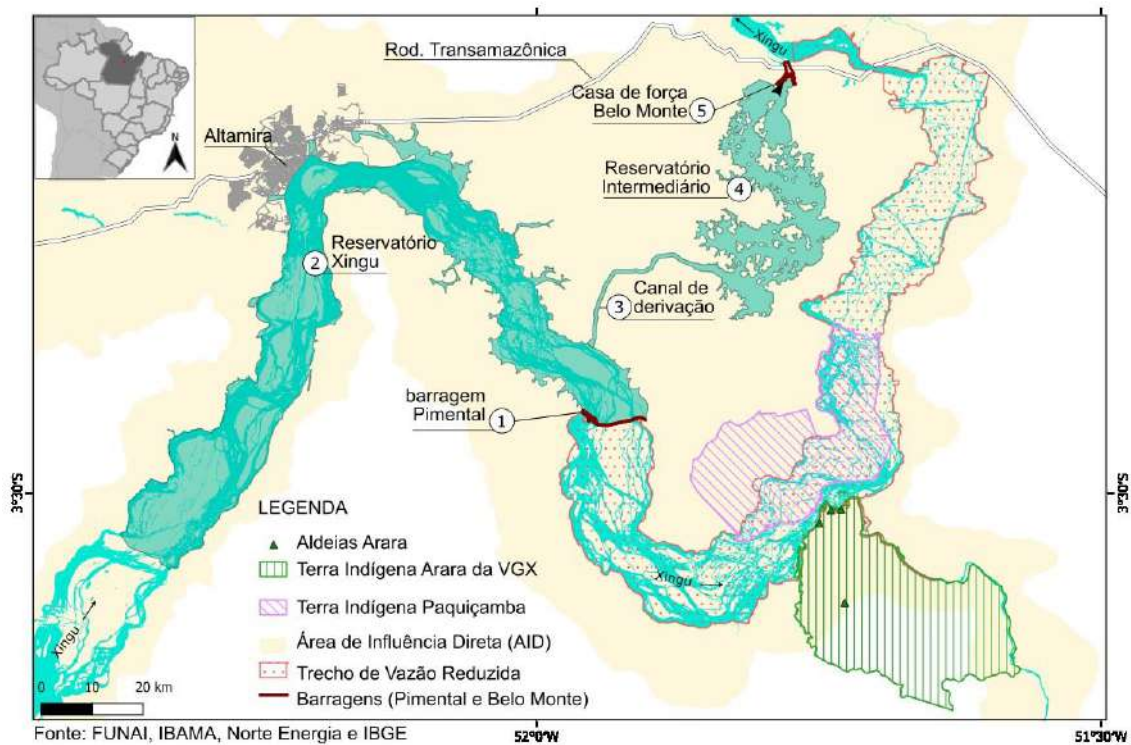 N
Xingu
Rod. Transamazônica
Casa de força
Belo Monte
5
Altamira
Reservatório
Intermediário
4
2
Reservatório
Xingu
Canal de
derivação
3
barragem
Pimental
1
3°30'S
3°30'S
LEGENDA
Aldeias Arara
Terra Indígena Arara da VGX
Terra Indígena Paquiçamba
Área de Influência Direta (AID)
Trecho de Vazão Reduzida
Barragens (Pimental e Belo Monte)
Xingu
Xingu
0 10 20 km
Fonte: FUNAI, IBAMA, Norte Energia e IBGE
52°0'W
51°30'W